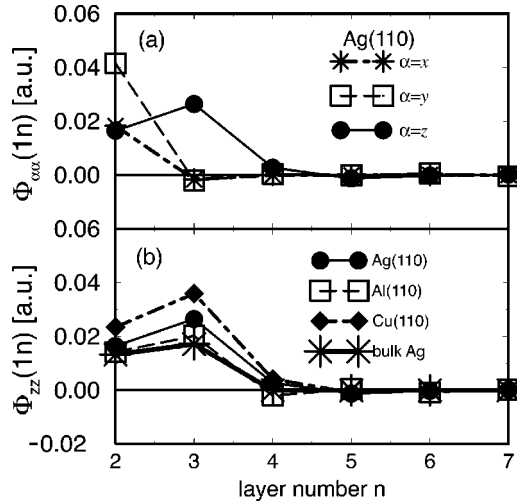 0.06
(a)
Ag(110)
α=x
α=y
α=z
0.04
0.02
0.00
Φαα(1n) [a.u.]
0.06
(b)
Ag(110)
Al(110)
Cu(110)
bulk Ag
0.04
0.02
0.00
-0.02
Φzz(1n) [a.u.]
2 3 4 5 6 7
layer number n